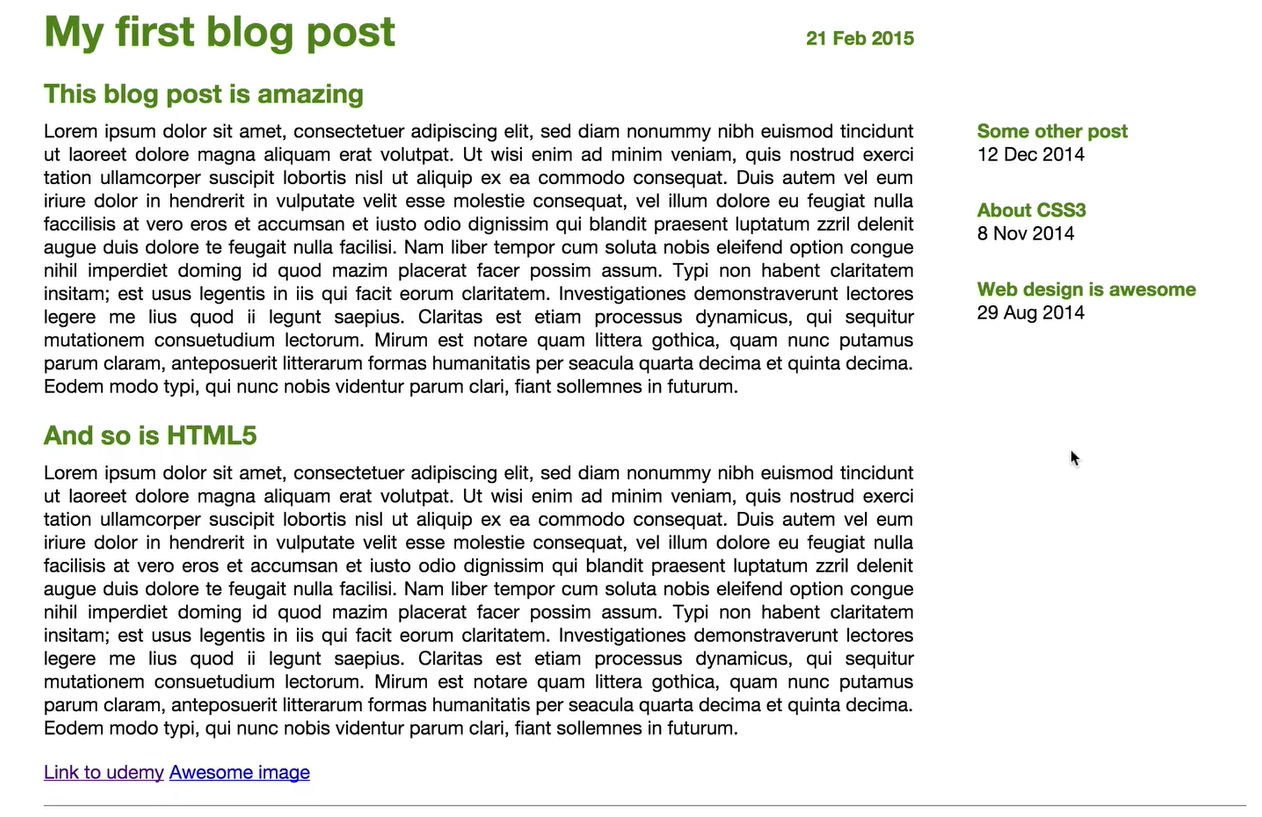 My first blog post
21 Feb 2015
This blog post is amazing
Lorem ipsum dolor sit amet, consectetuer adipiscing elit, sed diam nonummy nibh euismod tincidunt
ut laoreet dolore magna aliquam erat volutpat. Ut wisi enim ad minim veniam, quis nostrud exerci
tation ullamcorper suscipit lobortis nisl ut aliquip ex ea commodo consequat. Duis autem vel eum
iriure dolor in hendrerit in vulputate velit esse molestie consequat, vel illum dolore eu feugiat nulla
faccilisis at vero eros et accumsan et iusto odio dignissim qui blandit praesent luptatum zzril delenit
augue duis dolore te feugait nulla facilisi. Nam liber tempor cum soluta nobis eleifend option congue
nihil imperdiet doming id quod mazim placerat facer possim assum. Typi non habent claritatem
insitam; est usus legentis in iis qui facit eorum claritatem. Investigationes demonstraverunt lectores
legere me lius quod ii legunt saepius. Claritas est etiam processus dynamicus, qui sequitur
mutationem consuetudium lectorum. Mirum est notare quam littera gothica, quam nunc putamus
parum claram, anteposuerit litterarum formas humanitatis per seacula quarta decima et quinta decima.
Eodem modo typi, qui nunc nobis videntur parum clari, fiant sollemnes in futurum.
And so is HTML5
Lorem ipsum dolor sit amet, consectetuer adipiscing elit, sed diam nonummy nibh euismod tincidunt
ut laoreet dolore magna aliquam erat volutpat. Ut wisi enim ad minim veniam, quis nostrud exerci
tation ullamcorper suscipit lobortis nisl ut aliquip ex ea commodo consequat. Duis autem vel eum
iriure dolor in hendrerit in vulputate velit esse molestie consequat, vel illum dolore eu feugiat nulla
facilisis at vero eros et accumsan et iusto odio dignissim qui blandit praesent luptatum zzril delenit
augue duis dolore te feugait nulla facilisi. Nam liber tempor cum soluta nobis eleifend option congue
nihil imperdiet doming id quod mazim placerat facer possim assum. Typi non habent claritatem
insitam; est usus legentis in iis qui facit eorum claritatem. Investigationes demonstraverunt lectores
legere me lius quod ii legunt saepius. Claritas est etiam processus dynamicus, qui sequitur
mutationem consuetudium lectorum. Mirum est notare quam littera gothica, quam nunc putamus
parum claram, anteposuerit litterarum formas humanitatis per seacula quarta decima et quinta decima.
Eodem modo typi, qui nunc nobis videntur parum clari, fiant sollemnes in futurum.
Link to udemy Awesome image
Some other post
12 Dec 2014
About CSS3
8 Nov 2014
Web design is awesome
29 Aug 2014